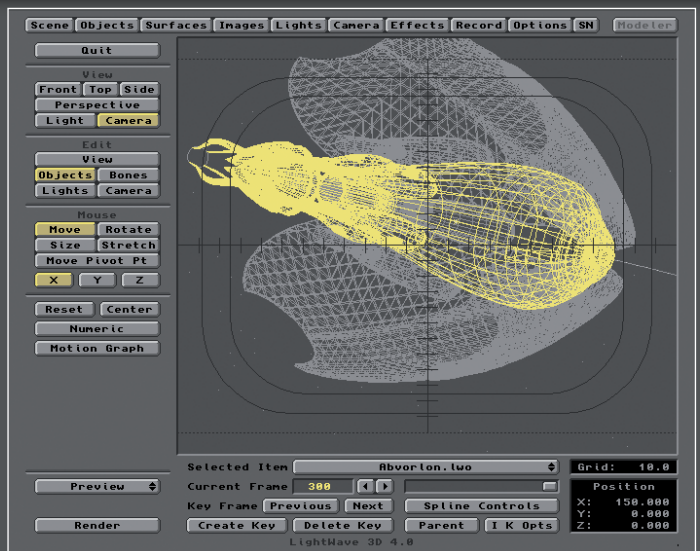 Scene Objects Surfaces Images Lights Camera Effects Record Options SN Modeler
Quit
View
Front Top Side
Perspective
Light Camera
Edit
View
Objects Bones
Lights Camera
Mouse
Move Rotate
Size Stretch
Move Pivot Pt
X Y Z
Reset Center
Numeric
Motion Graph
Selected Item Abvorlon.lwo Grid: 10.0
Preview Current Frame 300 Position
Key Frame Previous Next Spline Controls X: 150.000
Y: 0.000
Render Create Key Delete Key Parent I K Opts Z: 0.000
LightWave 3D 4.0